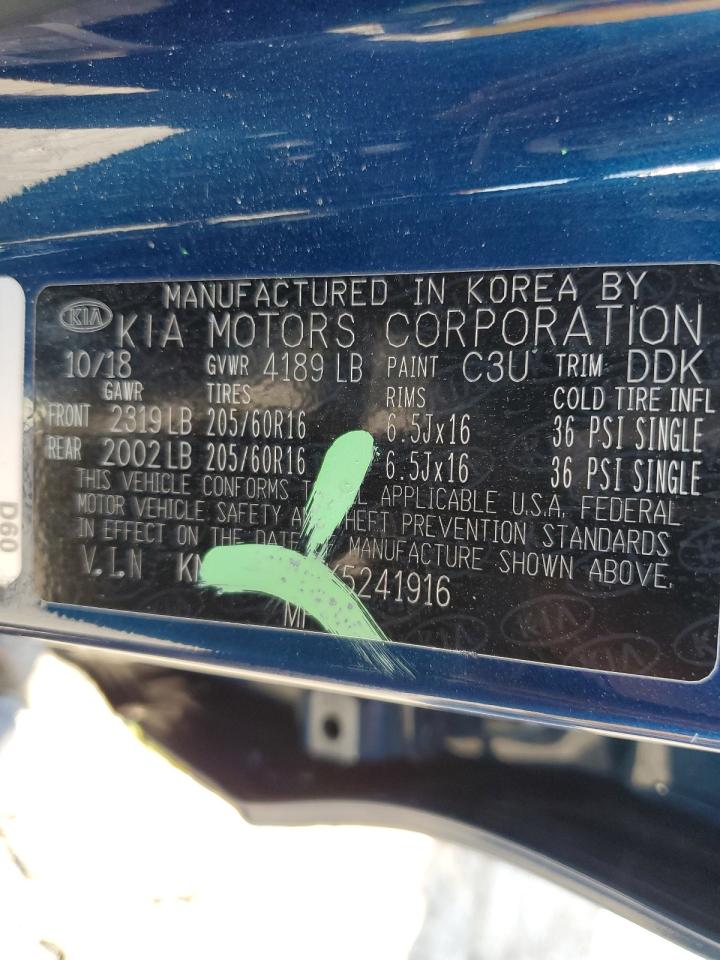 MANUFACTURED IN KOREA BY
KIA KIA MOTORS CORPORATION
10/18 GVWR 4189 LB PAINT C3U TRIM DDK
GAWR TIRES RIMS COLD TIRE INFL
FRONT 2319 LB 205/60R16 6.5Jx16 36 PSI SINGLE
REAR 2002 LB 205/60R16 6.5Jx16 36 PSI SINGLE
THIS VEHICLE CONFORMS APPLICABLE U.S.A. FEDERAL
MOTOR VEHICLE SAFETY THEFT PREVENTION STANDARDS
IN EFFECT ON THE DATE MANUFACTURE SHOWN ABOVE.
V.I.N KN 5241916
D60